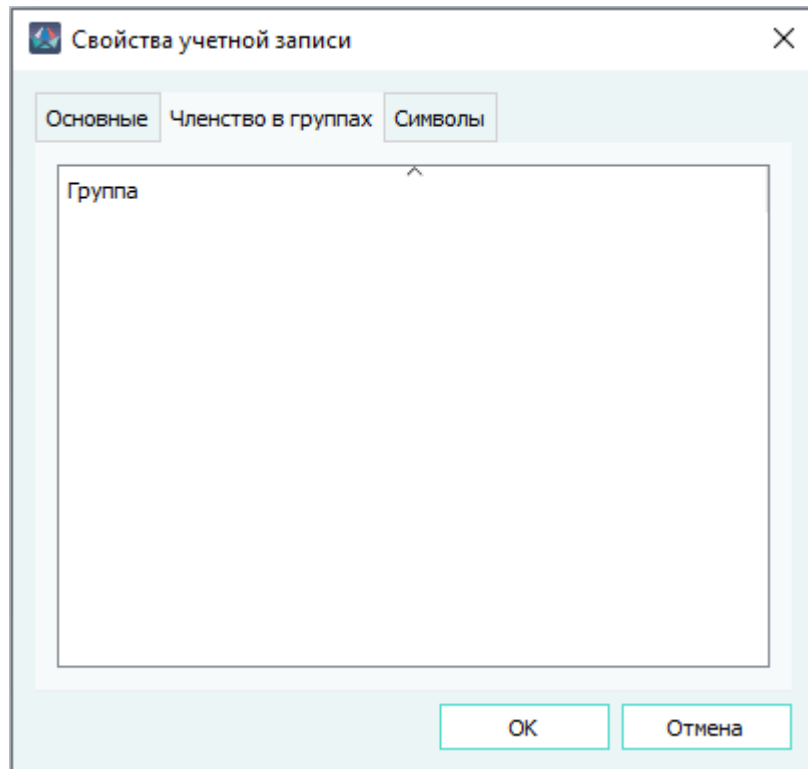 Свойства учетной записи
Основные Членство в группах Символы
Группа
OK Отмена